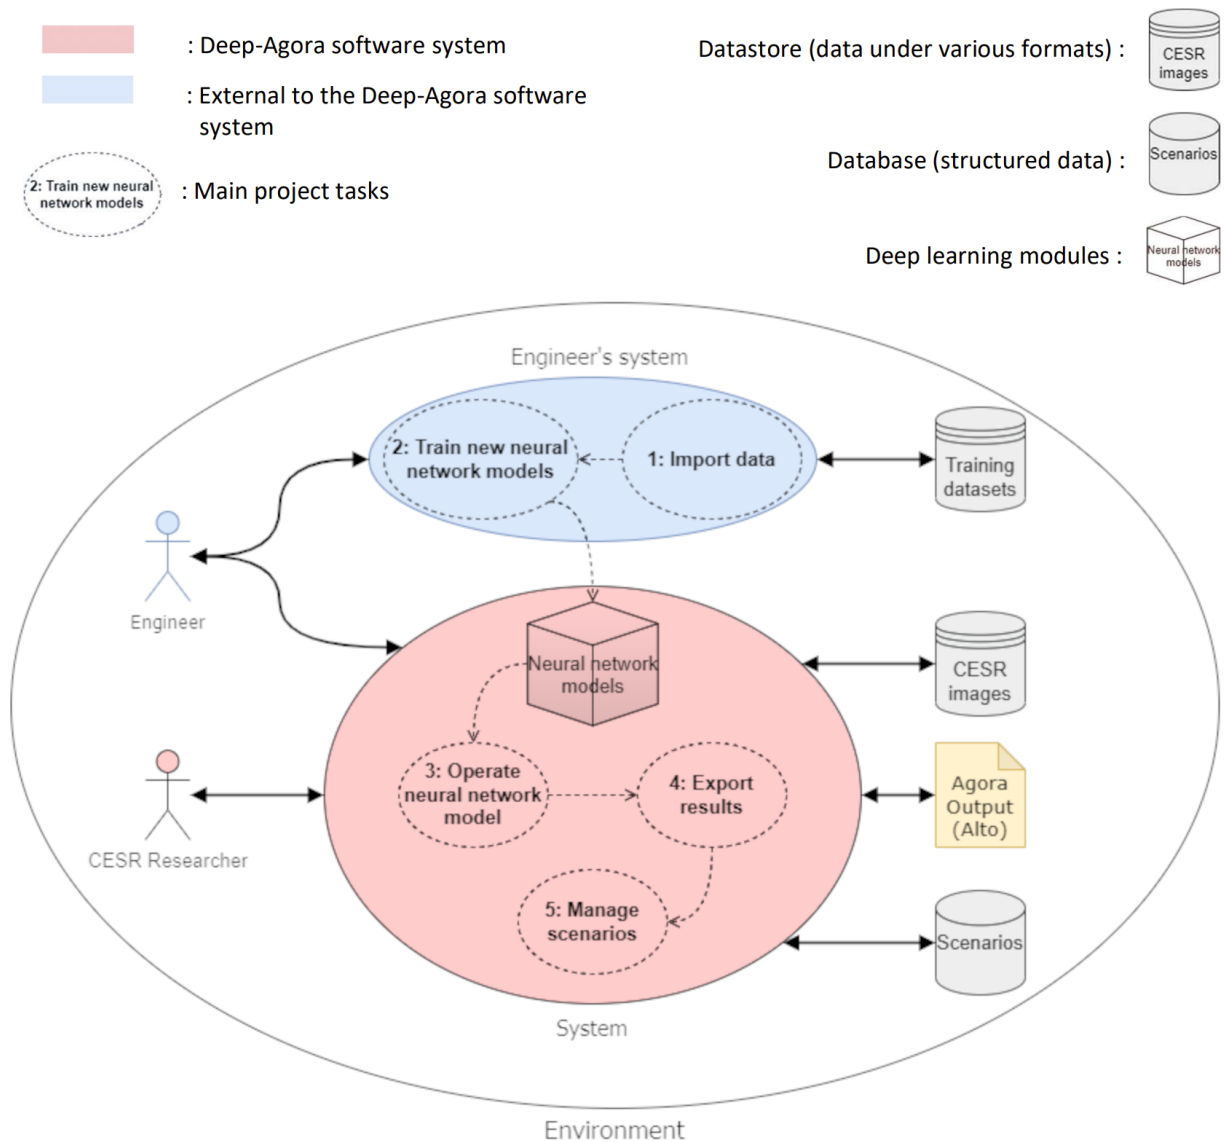 : Deep-Agora software system
: External to the Deep-Agora software
system
2: Train new neural
network models
: Main project tasks
Datastore (data under various formats) :
CESR
images
Database (structured data) :
Scenarios
Deep learning modules :
Neural network
models
Engineer's system
2: Train new neural
network models
1: Import data
Training
datasets
Engineer
Neural network
models
CESR
images
3: Operate
neural network
model
4: Export
results
Agora
Output
(Alto)
CESR Researcher
5: Manage
scenarios
Scenarios
System
Environment